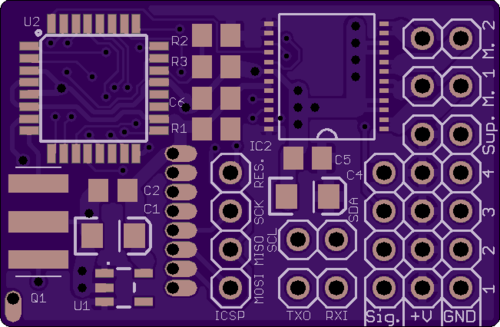 U2
R2
R3
C6
R1
IC2
C5
C4
C2
C1
RES.
SCK
MISO
MOSI
SCL
SDA
Q1
U1
ICSP
TXO
RXI
Sig.
+V
GND
M. 2
M. 1
Sup.
4
3
2
1